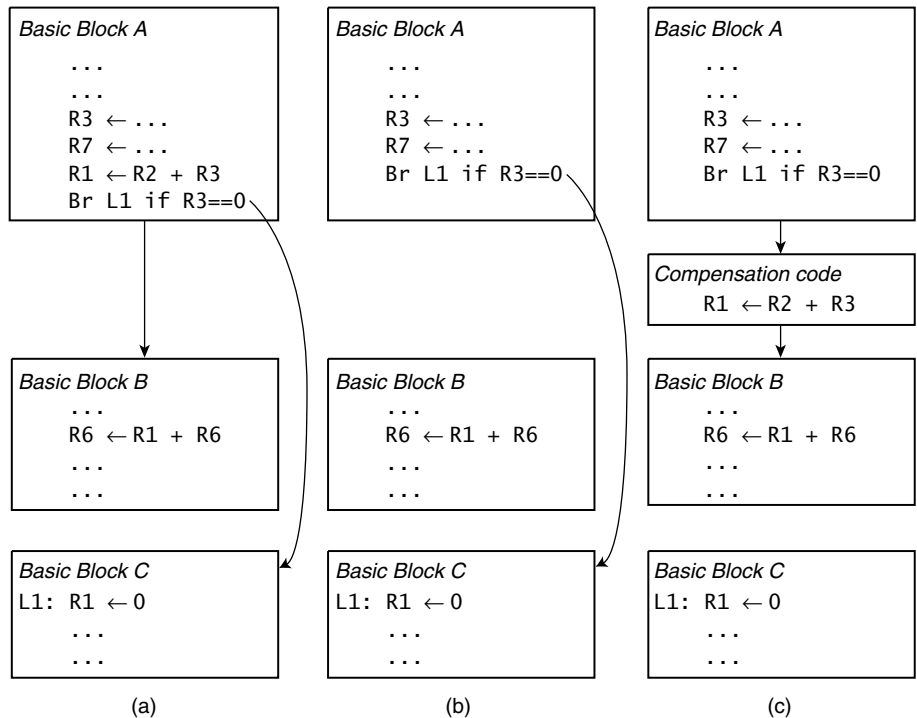 Basic Block A
...
...
R3 ← ...
R7 ← ...
R1 ← R2 + R3
Br L1 if R3==0
Basic Block B
...
R6 ← R1 + R6
...
...
Basic Block C
L1: R1 ← 0
...
...
(a)
Basic Block A
...
...
R3 ← ...
R7 ← ...
Br L1 if R3==0
Basic Block B
...
R6 ← R1 + R6
...
...
Basic Block C
L1: R1 ← 0
...
...
(b)
Basic Block A
...
...
R3 ← ...
R7 ← ...
Br L1 if R3==0
Compensation code
R1 ← R2 + R3
Basic Block B
...
R6 ← R1 + R6
...
...
Basic Block C
L1: R1 ← 0
...
...
(c)